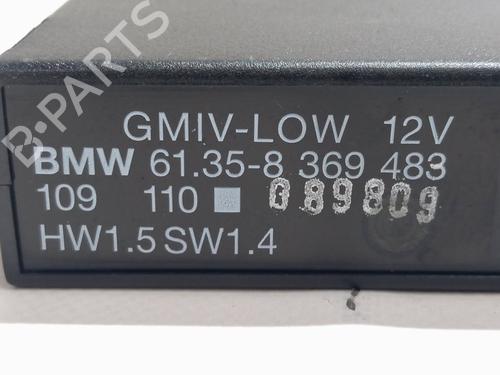 B-PARTS
GMIV-LOW 12V
BMW 61.35-8 369 483
109 110 089809
HW1.5 SW1.4